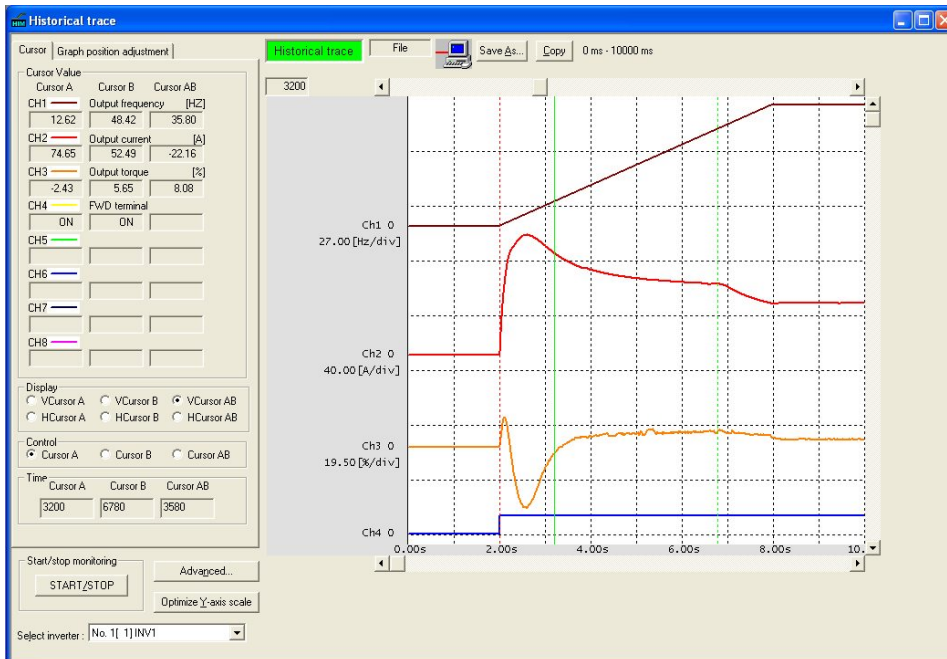 HIM Historical trace
Cursor Graph position adjustment
Historical trace File Save As... Copy 0 ms - 10000 ms
Cursor Value
Cursor A Cursor B Cursor AB
CH1 Output frequency [HZ]
12.62 48.42 35.80
CH2 Output current [A]
74.65 52.49 -22.16
CH3 Output torque [%]
-2.43 5.65 8.08
CH4 FWD terminal
ON ON
CH5
CH6
CH7
CH8
Display
VCursor A VCursor B VCursor AB
HCursor A HCursor B HCursor AB
Control
Cursor A Cursor B Cursor AB
Time
Cursor A Cursor B Cursor AB
3200 6780 3580
Start/stop monitoring
START/STOP
Advanced...
Optimize Y-axis scale
Select inverter : No. 1[ 1] INV1
3200
Ch1 0
27.00[Hz/div]
Ch2 0
40.00[A/div]
Ch3 0
19.50[%/div]
Ch4 0
0.00s 2.00s 4.00s 6.00s 8.00s 10.